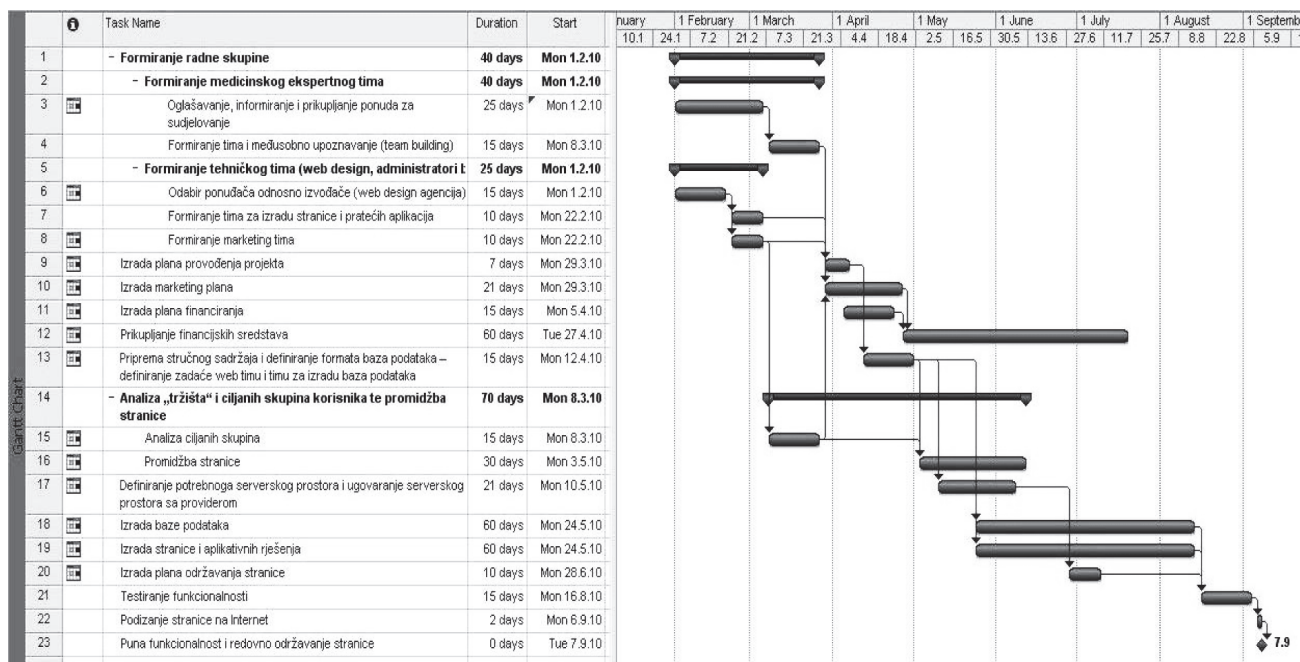 Task Name Duration Start nuary 1 February 1 March 1 April 1 May 1 June 1 July 1 August 1 Septemb
10.1 24.1 7.2 21.2 7.3 21.3 4.4 18.4 2.5 16.5 30.5 13.6 27.6 11.7 25.7 8.8 22.8 5.9
1 - Formiranje radne skupine 40 days Mon 1.2.10
2 - Formiranje medicinskog ekspertnog tima 40 days Mon 1.2.10
3 Oglašavanje, informiranje i prikupljanje ponuda za 25 days Mon 1.2.10
sudjelovanje
4 Formiranje tima i međusobno upoznavanje (team building) 15 days Mon 8.3.10
5 - Formiranje tehničkog tima (web design, administratori b 25 days Mon 1.2.10
6 Odabir ponuđača odnosno izvođače (web design agencija) 15 days Mon 1.2.10
7 Formiranje tima za izradu stranice i pratećih aplikacija 10 days Mon 22.2.10
8 Formiranje marketing tima 10 days Mon 22.2.10
9 Izrada plana provođenja projekta 7 days Mon 29.3.10
10 Izrada marketing plana 21 days Mon 29.3.10
11 Izrada plana financiranja 15 days Mon 5.4.10
12 Prikupljanje financijskih sredstava 60 days Tue 27.4.10
13 Priprema stručnog sadržaja i definiranje formata baza podataka – 15 days Mon 12.4.10
definiranje zadaće web timu i timu za izradu baza podataka
14 - Analiza „tržišta“ i ciljanih skupina korisnika te promidžba 70 days Mon 8.3.10
stranice
15 Analiza ciljanih skupina 15 days Mon 8.3.10
16 Promidžba stranice 30 days Mon 3.5.10
17 Definiranje potrebnoga serverskog prostora i ugovaranje serverskog 21 days Mon 10.5.10
prostora sa providerom
18 Izrada baze podataka 60 days Mon 24.5.10
19 Izrada stranice i aplikativnih rješenja 60 days Mon 24.5.10
20 Izrada plana održavanja stranice 10 days Mon 28.6.10
21 Testiranje funkcionalnosti 15 days Mon 16.8.10
22 Podizanje stranice na Internet 2 days Mon 6.9.10
23 Puna funkcionalnost i redovno održavanje stranice 0 days Tue 7.9.10 7.9
Gantt Chart